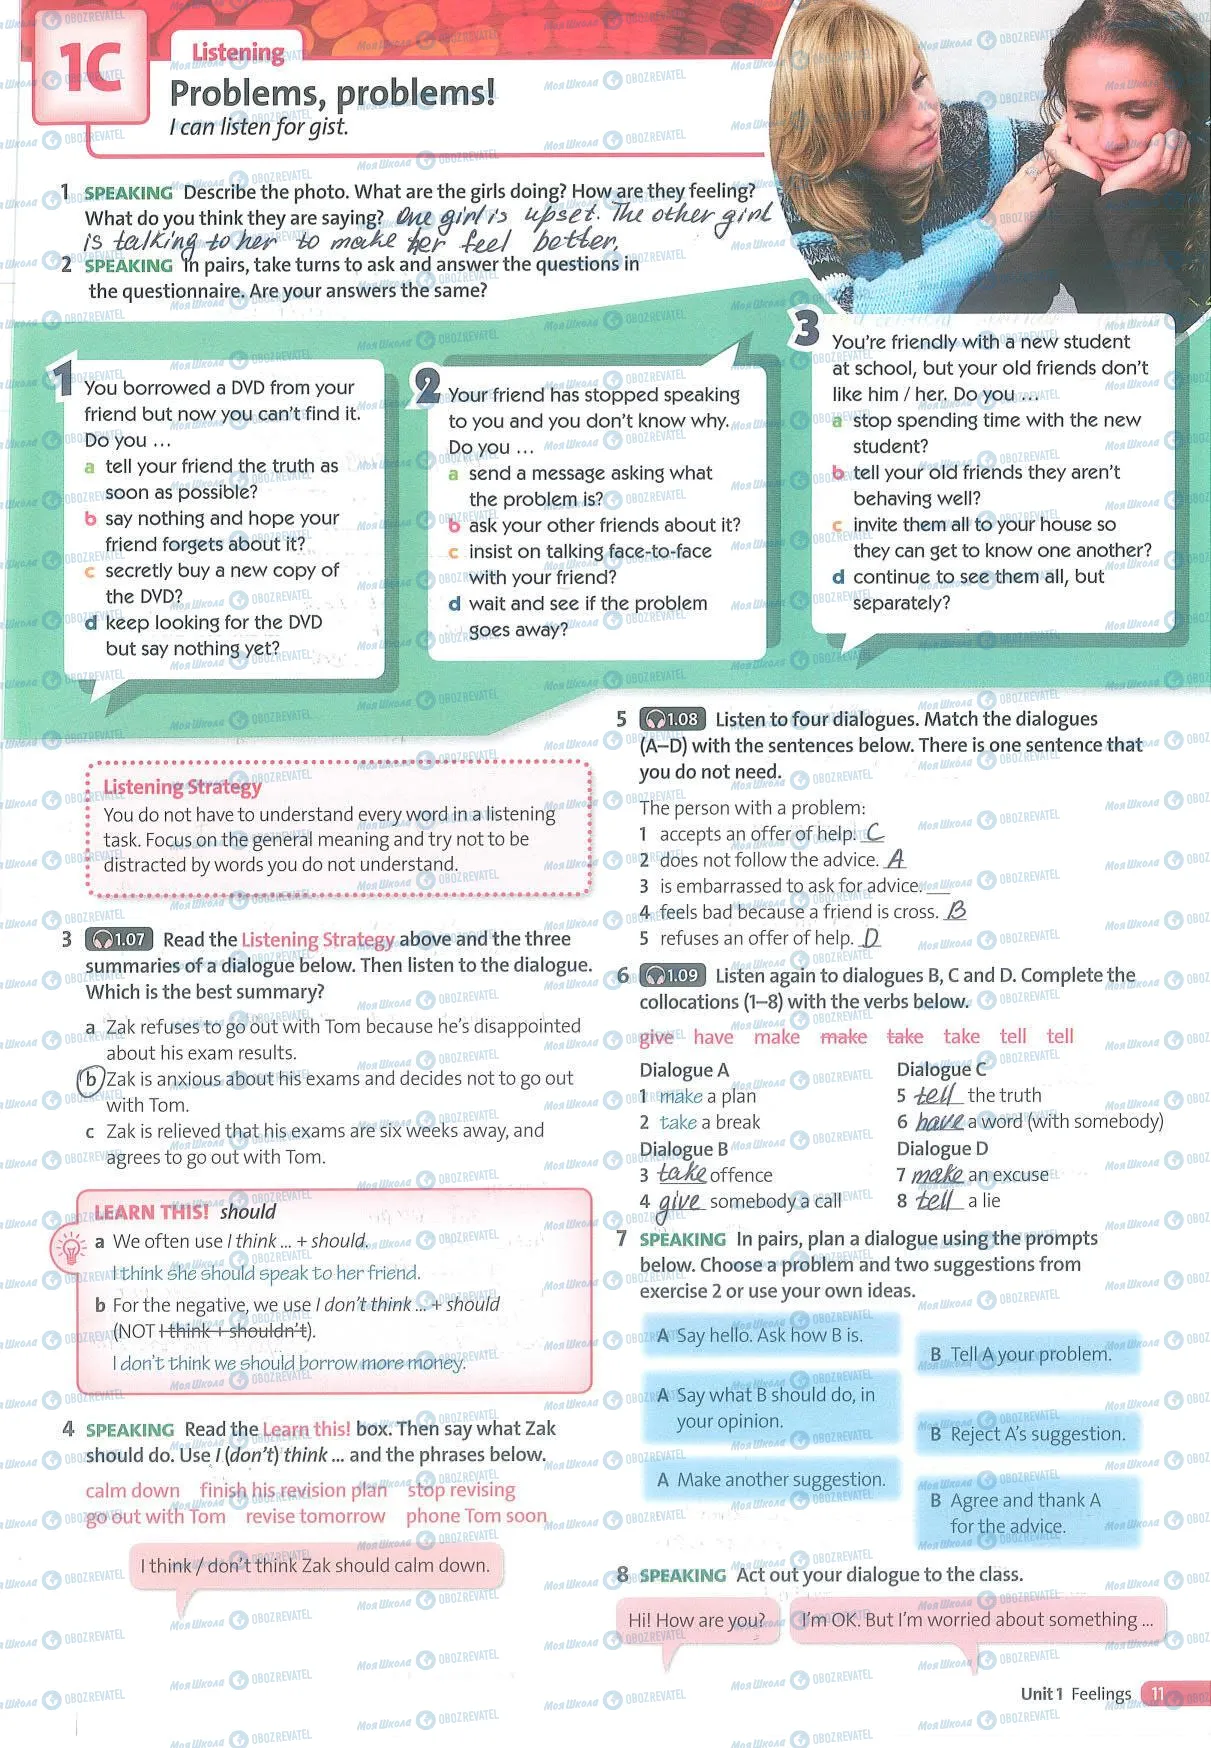 1C
Listening
Problems, problems!
I can listen for gist.
1 SPEAKING Describe the photo. What are the girls doing? How are they feeling?
What do you think they are saying? One girl is upset. The other girl
is talking to her to make her feel better.
2 SPEAKING In pairs, take turns to ask and answer the questions in
the questionnaire. Are your answers the same?
1
You borrowed a DVD from your
friend but now you can't find it.
Do you …
a tell your friend the truth as
soon as possible?
b say nothing and hope your
friend forgets about it?
c secretly buy a new copy of
the DVD?
d keep looking for the DVD
but say nothing yet?
2
Your friend has stopped speaking
to you and you don't know why.
Do you …
a send a message asking what
the problem is?
b ask your other friends about it?
c insist on talking face-to-face
with your friend?
d wait and see if the problem
goes away?
3
You're friendly with a new student
at school, but your old friends don't
like him / her. Do you …
a stop spending time with the new
student?
b tell your old friends they aren't
behaving well?
c invite them all to your house so
they can get to know one another?
d continue to see them all, but
separately?
Listening Strategy
You do not have to understand every word in a listening
task. Focus on the general meaning and try not to be
distracted by words you do not understand.
3 1.07 Read the Listening Strategy above and the three
summaries of a dialogue below. Then listen to the dialogue.
Which is the best summary?
a Zak refuses to go out with Tom because he's disappointed
about his exam results.
b Zak is anxious about his exams and decides not to go out
with Tom.
c Zak is relieved that his exams are six weeks away, and
agrees to go out with Tom.
LEARN THIS! should
a We often use I think … + should.
I think she should speak to her friend.
b For the negative, we use I don't think … + should
(NOT I think + shouldn't).
I don't think we should borrow more money.
4 SPEAKING Read the Learn this! box. Then say what Zak
should do. Use I (don't) think … and the phrases below.
calm down finish his revision plan stop revising
go out with Tom revise tomorrow phone Tom soon
I think / don't think Zak should calm down.
5 1.08 Listen to four dialogues. Match the dialogues
(A–D) with the sentences below. There is one sentence that
you do not need.
The person with a problem:
1 accepts an offer of help. C
2 does not follow the advice. A
3 is embarrassed to ask for advice. __
4 feels bad because a friend is cross. B
5 refuses an offer of help. D
6 1.09 Listen again to dialogues B, C and D. Complete the
collocations (1–8) with the verbs below.
give have make make take take tell tell
Dialogue A
1 make a plan
2 take a break
Dialogue B
3 take offence
4 give somebody a call
Dialogue C
5 tell the truth
6 have a word (with somebody)
Dialogue D
7 make an excuse
8 tell a lie
7 SPEAKING In pairs, plan a dialogue using the prompts
below. Choose a problem and two suggestions from
exercise 2 or use your own ideas.
A Say hello. Ask how B is.
B Tell A your problem.
A Say what B should do, in
your opinion.
B Reject A's suggestion.
A Make another suggestion.
B Agree and thank A
for the advice.
8 SPEAKING Act out your dialogue to the class.
Hi! How are you?
I'm OK. But I'm worried about something …
Unit 1 Feelings 11
Моя Школа OBOZREVATEL